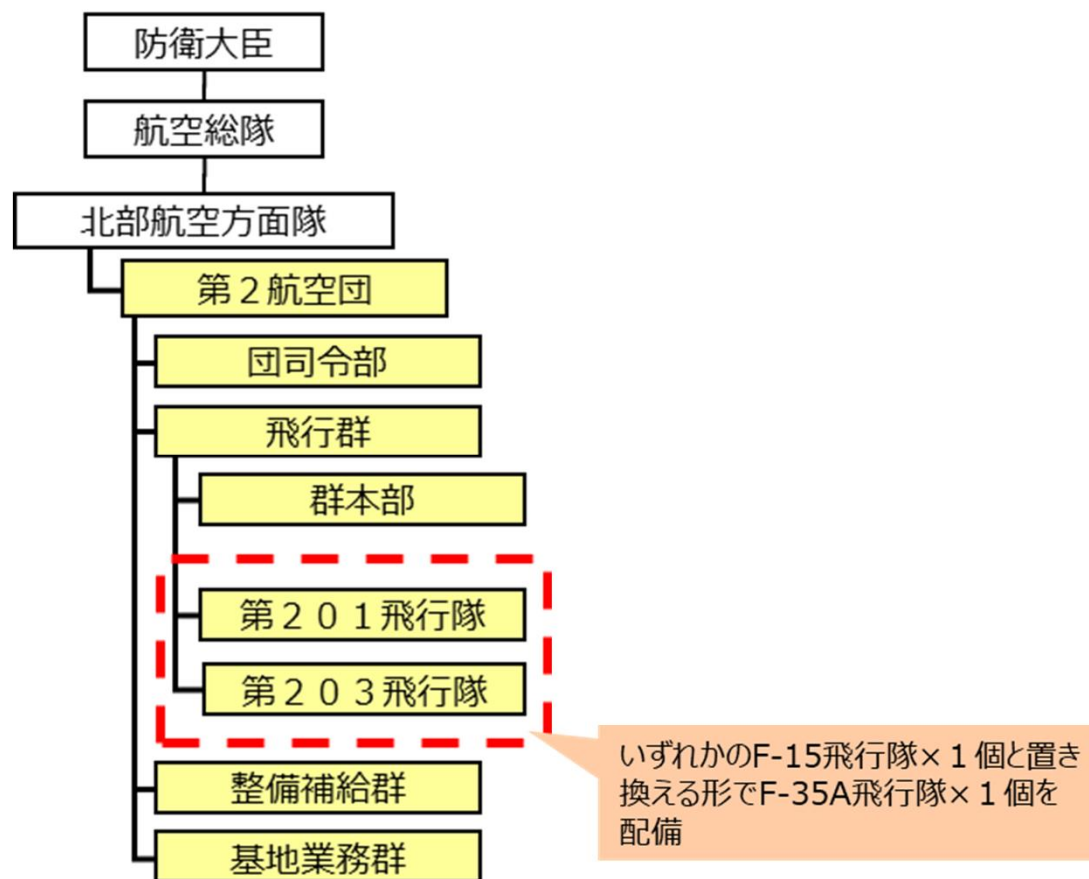 防衛大臣
航空総隊
北部航空方面隊
第２航空団
団司令部
飛行群
群本部
第２０１飛行隊
第２０３飛行隊
いずれかのF-15飛行隊×１個と置き
換える形でF-35A飛行隊×１個を
配備
整備補給群
基地業務群